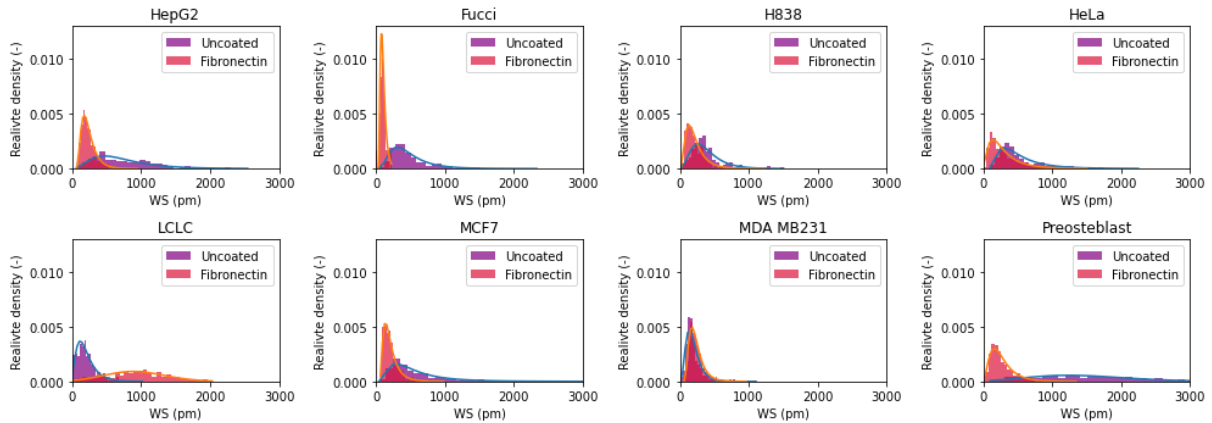 HepG2
Realivte density (-)
0.010
0.005
0.000
Uncoated
Fibronectin
0 1000 2000 3000
WS (pm)
Fucci
Realivte density (-)
0.010
0.005
0.000
Uncoated
Fibronectin
0 1000 2000 3000
WS (pm)
H838
Realivte density (-)
0.010
0.005
0.000
Uncoated
Fibronectin
0 1000 2000 3000
WS (pm)
HeLa
Realivte density (-)
0.010
0.005
0.000
Uncoated
Fibronectin
0 1000 2000 3000
WS (pm)
LCLC
Realivte density (-)
0.010
0.005
0.000
Uncoated
Fibronectin
0 1000 2000 3000
WS (pm)
MCF7
Realivte density (-)
0.010
0.005
0.000
Uncoated
Fibronectin
0 1000 2000 3000
WS (pm)
MDA MB231
Realivte density (-)
0.010
0.005
0.000
Uncoated
Fibronectin
0 1000 2000 3000
WS (pm)
Preosteblast
Realivte density (-)
0.010
0.005
0.000
Uncoated
Fibronectin
0 1000 2000 3000
WS (pm)